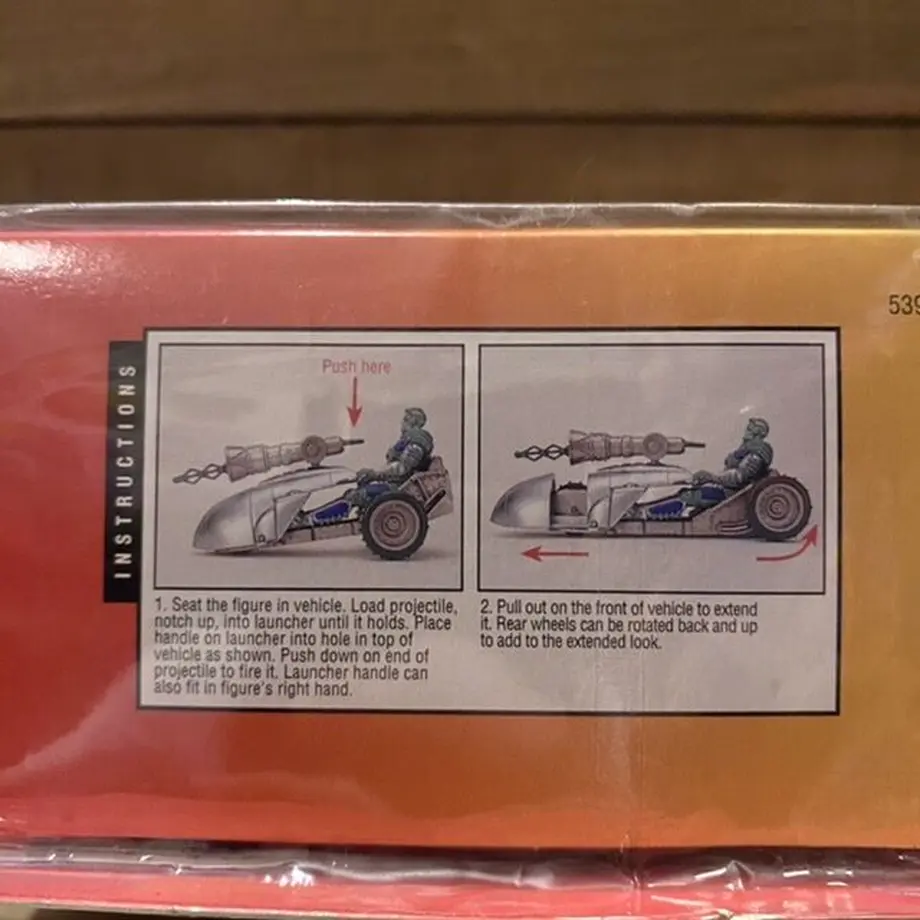 539
INSTRUCTIONS
Push here
1. Seat the figure in vehicle. Load projectile,
notch up, into launcher until it holds. Place
handle on launcher into hole in top of
vehicle as shown. Push down on end of
projectile to fire it. Launcher handle can
also fit in figure's right hand.
2. Pull out on the front of vehicle to extend
it. Rear wheels can be rotated back and up
to add to the extended look.